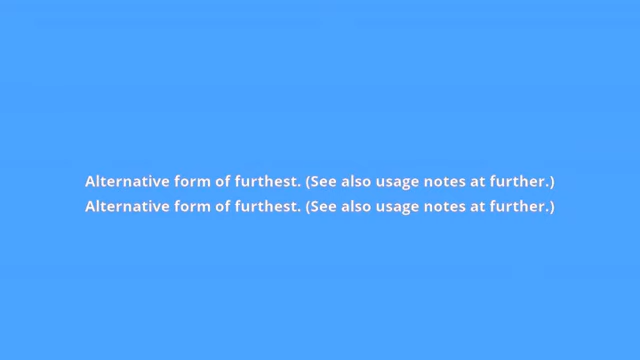 Alternative form of furthest. (See also usage notes at further.)
Alternative form of furthest. (See also usage notes at further.)